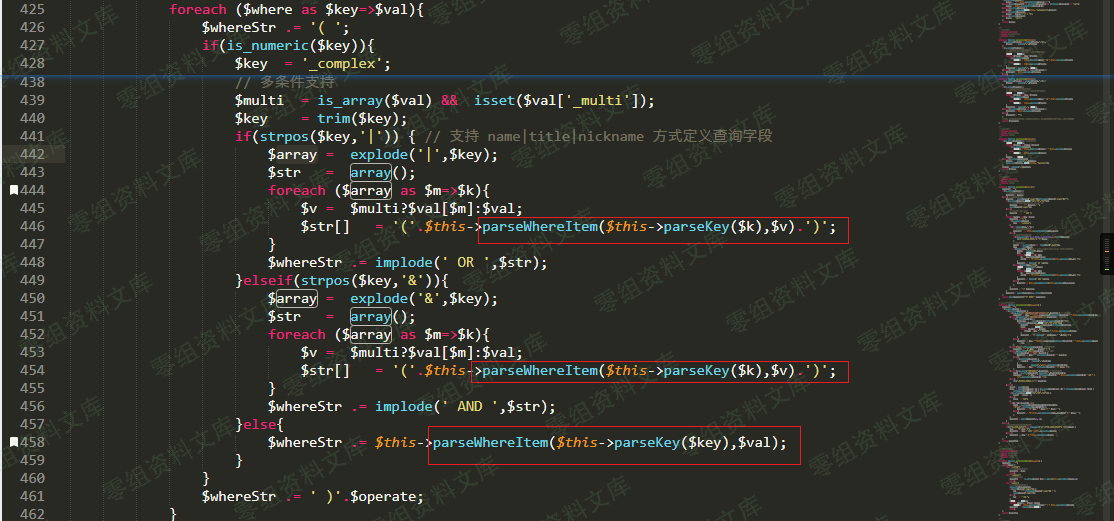 425 foreach ($where as $key=>$val){
426 $whereStr .= '( ';
427 if(is_numeric($key)){
428 $key  = '_complex';
438 // 多条件支持
439 $multi  = is_array($val) &&  isset($val['_multi']);
440 $key    = trim($key);
441 if(strpos($key,'|')) { // 支持 name|title|nickname 方式定义查询字段
442 $array =  explode('|',$key);
443 $str   =  array();
444 foreach ($array as $m=>$k){
445 $v =  $multi?$val[$m]:$val;
446 $str[]   = '('.$this->parseWhereItem($this->parseKey($k),$v).')';
447 }
448 $whereStr .= implode(' OR ',$str);
449 }elseif(strpos($key,'&')){
450 $array =  explode('&',$key);
451 $str   =  array();
452 foreach ($array as $m=>$k){
453 $v =  $multi?$val[$m]:$val;
454 $str[]   = '('.$this->parseWhereItem($this->parseKey($k),$v).')';
455 }
456 $whereStr .= implode(' AND ',$str);
457 }else{
458 $whereStr .= $this->parseWhereItem($this->parseKey($key),$val);
459 }
460 }
461 $whereStr .= ' )'.$operate;
462 }
零组资料文库